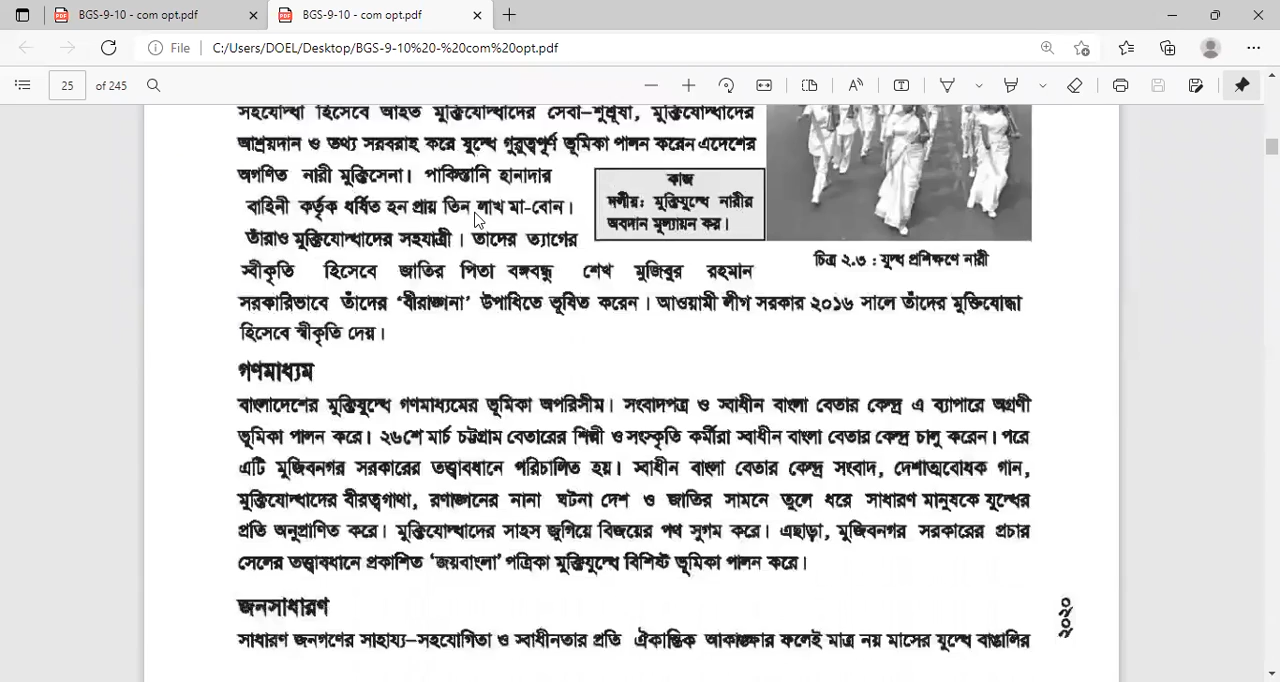 BGS-9-10 - com opt.pdf
BGS-9-10 - com opt.pdf
File
C:/Users/DOEL/Desktop/BGS-9-10%20-%20com%20opt.pdf
25 of 245
সহযোদ্ধা হিসেবে আহত মুক্তিযোদ্ধাদের সেবা-শুশ্রূষা, মুক্তিযোদ্ধাদের
আশ্রয়দান ও তথ্য সরবরাহ করে যুদ্ধে গুরুত্বপূর্ণ ভূমিকা পালন করেন এদেশের
অগণিত নারী মুক্তিসেনা। পাকিস্তানি হানাদার
বাহিনী কর্তৃক ধর্ষিত হন প্রায় তিন লাখ মা-বোন।
তাঁরাও মুক্তিযোদ্ধাদের সহযাত্রী। তাদের ত্যাগের
স্বীকৃতি হিসেবে জাতির পিতা বঙ্গবন্ধু শেখ মুজিবুর রহমান
সরকারিভাবে তাঁদের ‘বীরাঙ্গনা’ উপাধিতে ভূষিত করেন। আওয়ামী লীগ সরকার ২০১৬ সালে তাঁদের মুক্তিযোদ্ধা
হিসেবে স্বীকৃতি দেয়।
কাজ
দলীয়: মুক্তিযুদ্ধে নারীর
অবদান মূল্যায়ন কর।
চিত্র ২.৩ : যুদ্ধ প্রশিক্ষণে নারী
গণমাধ্যম
বাংলাদেশের মুক্তিযুদ্ধে গণমাধ্যমের ভূমিকা অপরিসীম। সংবাদপত্র ও স্বাধীন বাংলা বেতার কেন্দ্র এ ব্যাপারে অগ্রণী
ভূমিকা পালন করে। ২৬শে মার্চ চট্টগ্রাম বেতারের শিল্পী ও সংস্কৃতি কর্মীরা স্বাধীন বাংলা বেতার কেন্দ্র চালু করেন। পরে
এটি মুজিবনগর সরকারের তত্ত্বাবধানে পরিচালিত হয়। স্বাধীন বাংলা বেতার কেন্দ্র সংবাদ, দেশাত্মবোধক গান,
মুক্তিযোদ্ধাদের বীরত্বগাথা, রণাঙ্গনের নানা ঘটনা দেশ ও জাতির সামনে তুলে ধরে সাধারণ মানুষকে যুদ্ধের
প্রতি অনুপ্রাণিত করে। মুক্তিযোদ্ধাদের সাহস জুগিয়ে বিজয়ের পথ সুগম করে। এছাড়া, মুজিবনগর সরকারের প্রচার
সেলের তত্ত্বাবধানে প্রকাশিত ‘জয়বাংলা’ পত্রিকা মুক্তিযুদ্ধে বিশিষ্ট ভূমিকা পালন করে।
জনসাধারণ
সাধারণ জনগণের সাহায্য-সহযোগিতা ও স্বাধীনতার প্রতি ঐকান্তিক আকাঙ্ক্ষার ফলেই মাত্র নয় মাসের যুদ্ধে বাঙালির
২০২০